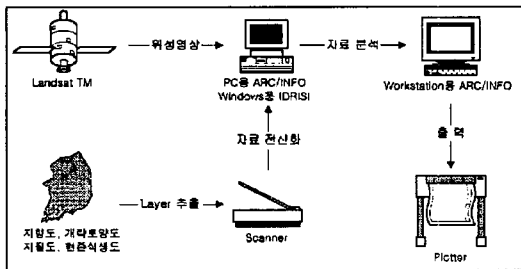 위성영상
자료 분석
Landsat TM
PC용 ARC/INFO
Windows용 IDRISI
Workstation용 ARC/INFO
자료 전산화
출 력
Layer 추출
지형도, 개략토양도
지질도, 현존식생도
Scanner
Plotter